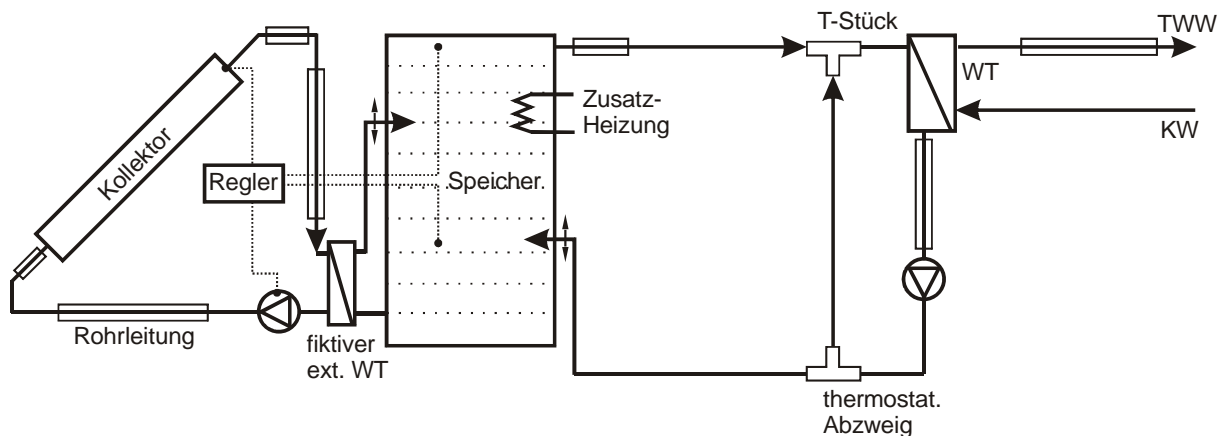 T-Stück
TWW
WT
Zusatz-
Heizung
KW
Kollektor
Regler
Speicher.
Rohrleitung
fiktiver
ext. WT
thermostat.
Abzweig